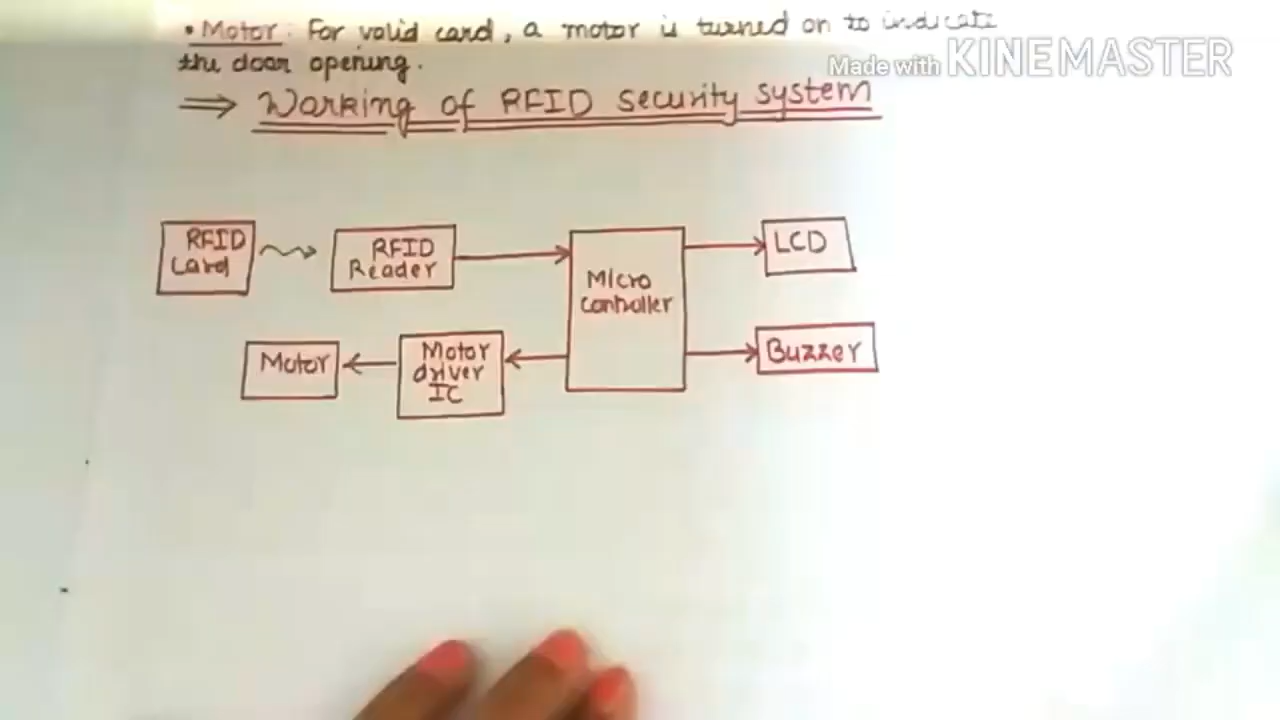 • Motor : For valid card, a motor is turned on to indicate
the door opening.
Made with KINEMASTER
⇒ Working of RFID security system
RFID
Card
RFID
Reader
Micro
controller
LCD
Motor
Motor
driver
IC
Buzzer